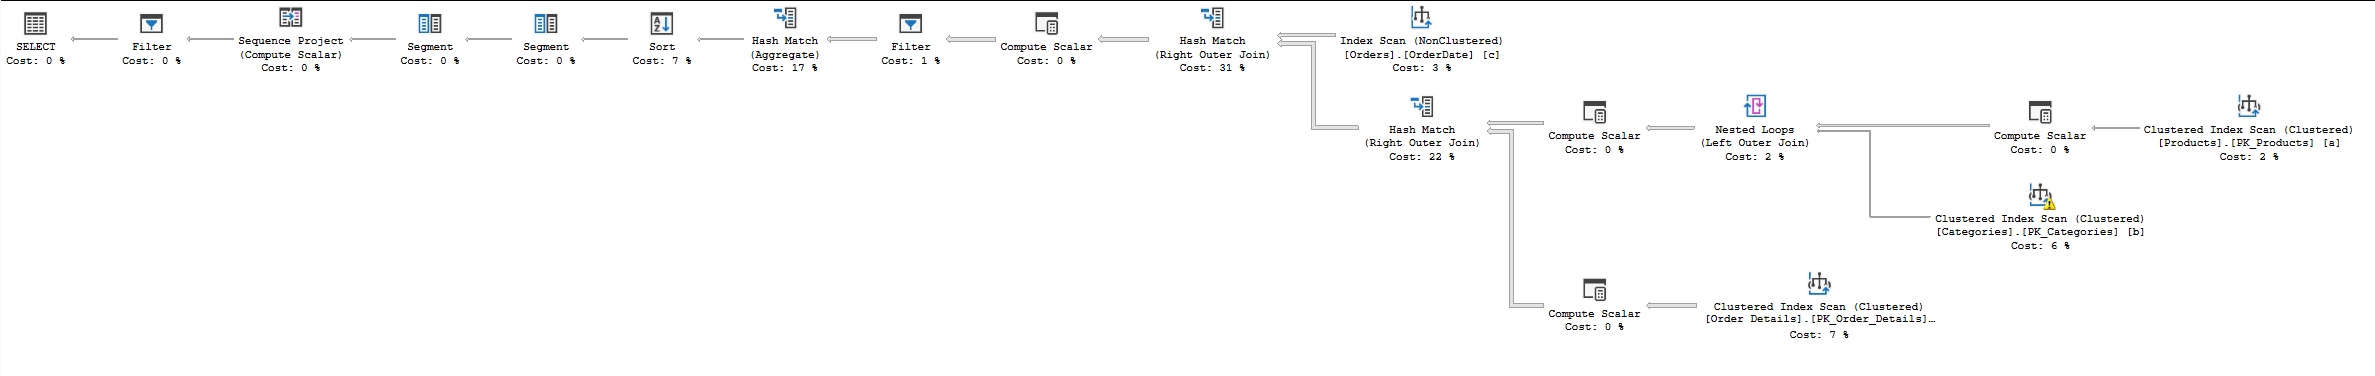 SELECT
Cost: 0 %
Filter
Cost: 0 %
Sequence Project
(Compute Scalar)
Cost: 0 %
Segment
Cost: 0 %
Segment
Cost: 0 %
Sort
Cost: 7 %
Hash Match
(Aggregate)
Cost: 17 %
Filter
Cost: 1 %
Compute Scalar
Cost: 0 %
Hash Match
(Right Outer Join)
Cost: 31 %
Index Scan (NonClustered)
[Orders].[OrderDate] [c]
Cost: 3 %
Hash Match
(Right Outer Join)
Cost: 22 %
Compute Scalar
Cost: 0 %
Nested Loops
(Left Outer Join)
Cost: 2 %
Compute Scalar
Cost: 0 %
Clustered Index Scan (Clustered)
[Products].[PK_Products] [a]
Cost: 2 %
Clustered Index Scan (Clustered)
[Categories].[PK_Categories] [b]
Cost: 6 %
Compute Scalar
Cost: 0 %
Clustered Index Scan (Clustered)
[Order Details].[PK_Order_Details]…
Cost: 7 %